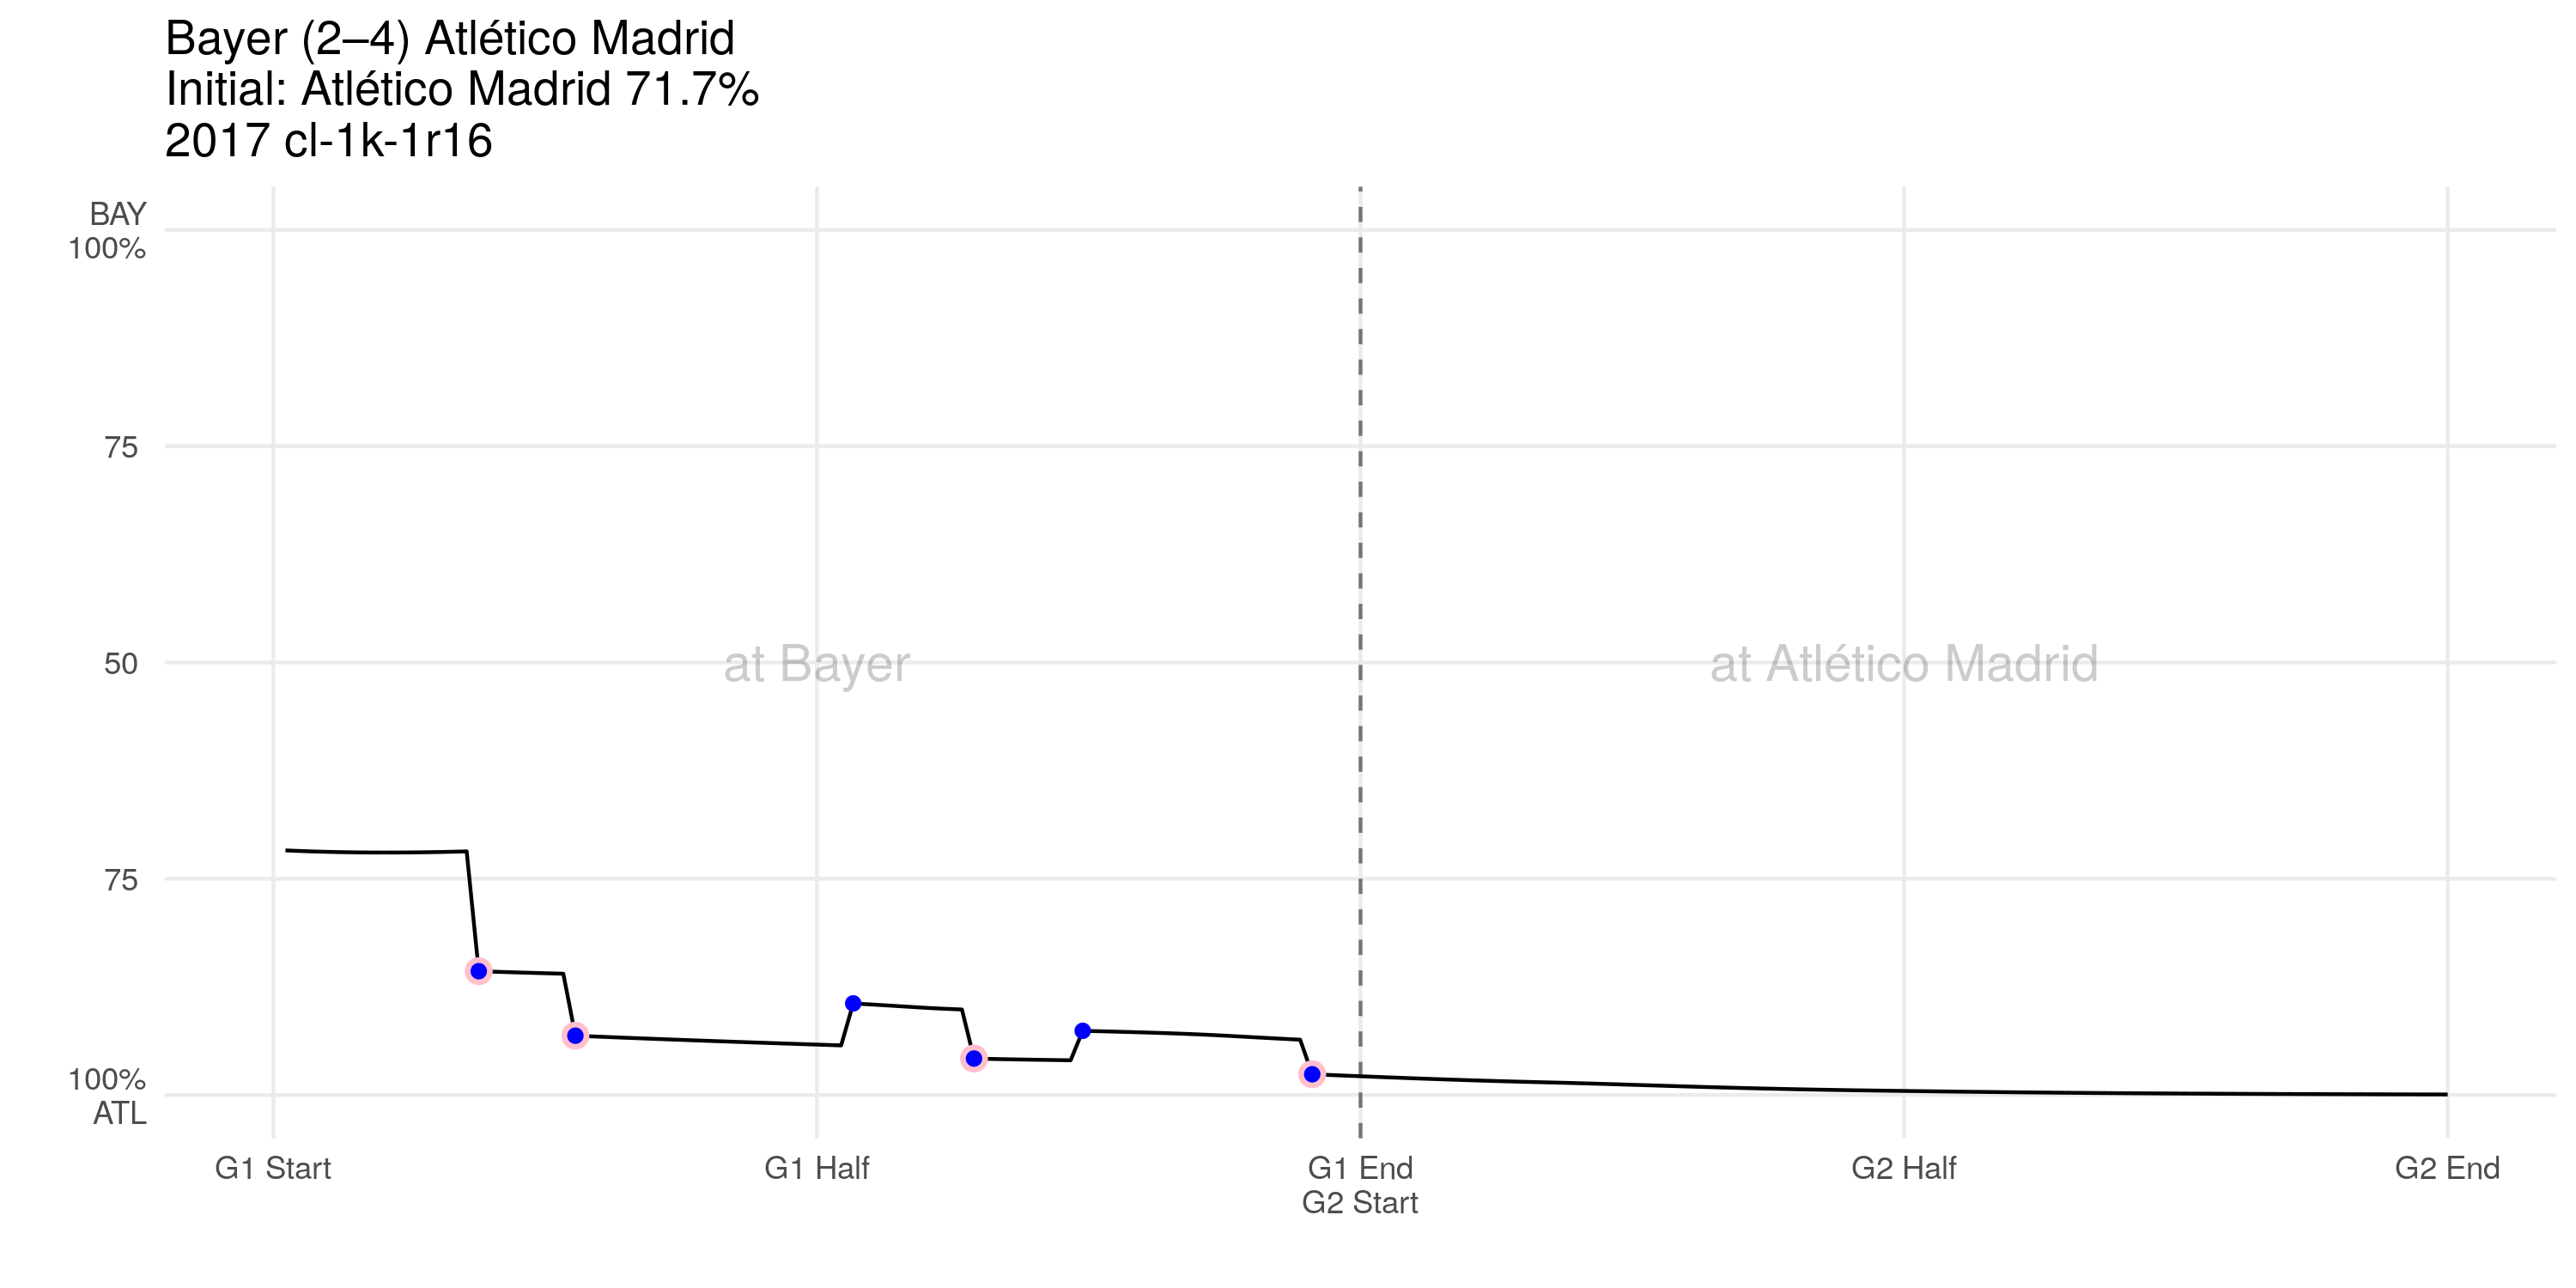 Bayer (2–4) Atlético Madrid
Initial: Atlético Madrid 71.7%
2017 cl-1k-1r16
BAY
100%
75
50
75
100%
ATL
at Bayer
at Atlético Madrid
G1 Start
G1 Half
G1 End
G2 Start
G2 Half
G2 End